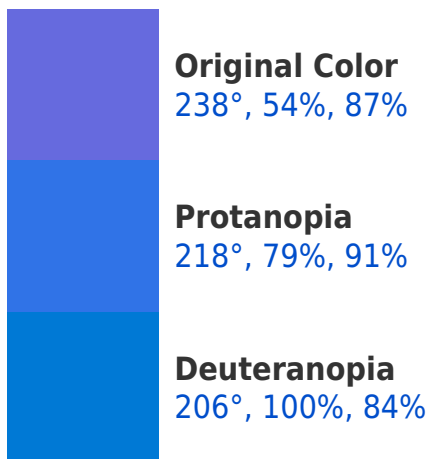 Original Color
238°, 54%, 87%
Protanopia
218°, 79%, 91%
Deuteranopia
206°, 100%, 84%